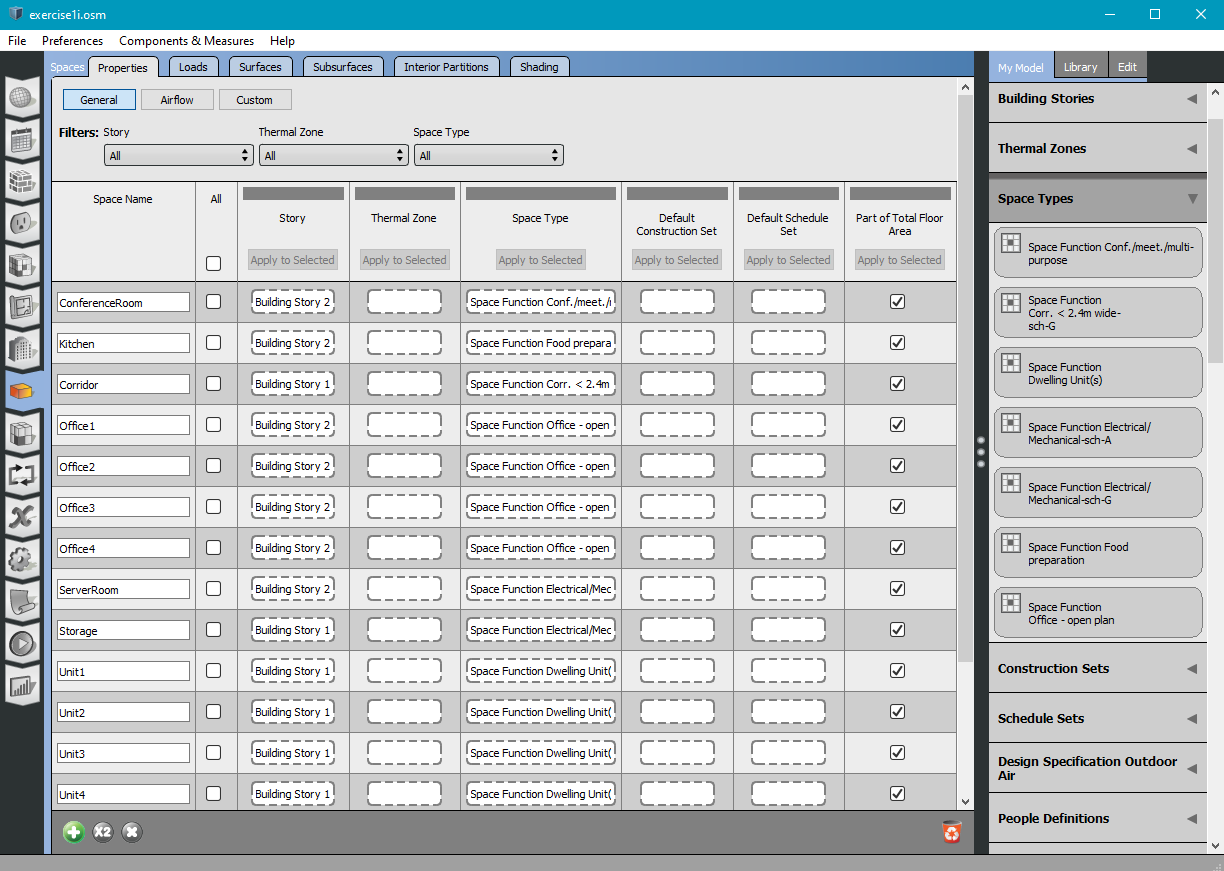 exercise1i.osm
File Preferences Components & Measures Help
Spaces Properties Loads Surfaces Subsurfaces Interior Partitions Shading
General Airflow Custom
Filters: Story Thermal Zone Space Type
All All All
Space Name All Story Thermal Zone Space Type Default Construction Set Default Schedule Set Part of Total Floor Area
Apply to Selected Apply to Selected Apply to Selected Apply to Selected Apply to Selected Apply to Selected
ConferenceRoom Building Story 2 Space Function Conf./meet./
Kitchen Building Story 2 Space Function Food prepara
Corridor Building Story 1 Space Function Corr. < 2.4m
Office1 Building Story 2 Space Function Office - open
Office2 Building Story 2 Space Function Office - open
Office3 Building Story 2 Space Function Office - open
Office4 Building Story 2 Space Function Office - open
ServerRoom Building Story 2 Space Function Electrical/Mec
Storage Building Story 1 Space Function Electrical/Mec
Unit1 Building Story 1 Space Function Dwelling Unit(
Unit2 Building Story 1 Space Function Dwelling Unit(
Unit3 Building Story 1 Space Function Dwelling Unit(
Unit4 Building Story 1 Space Function Dwelling Unit(
X2
My Model Library Edit
Building Stories
Thermal Zones
Space Types
Space Function Conf./meet./multi-
purpose
Space Function
Corr. < 2.4m wide-
sch-G
Space Function
Dwelling Unit(s)
Space Function Electrical/
Mechanical-sch-A
Space Function Electrical/
Mechanical-sch-G
Space Function Food
preparation
Space Function
Office - open plan
Construction Sets
Schedule Sets
Design Specification Outdoor
Air
People Definitions